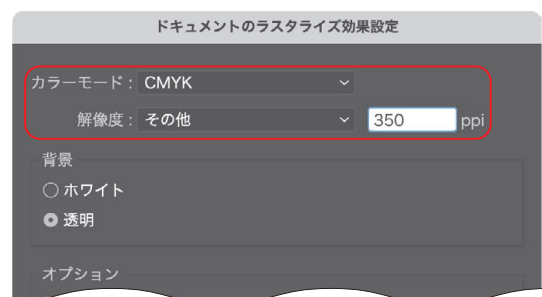 ドキュメントのラスタライズ効果設定
カラーモード : CMYK
解像度 : その他 350 ppi
背景
ホワイト
透明
オプション